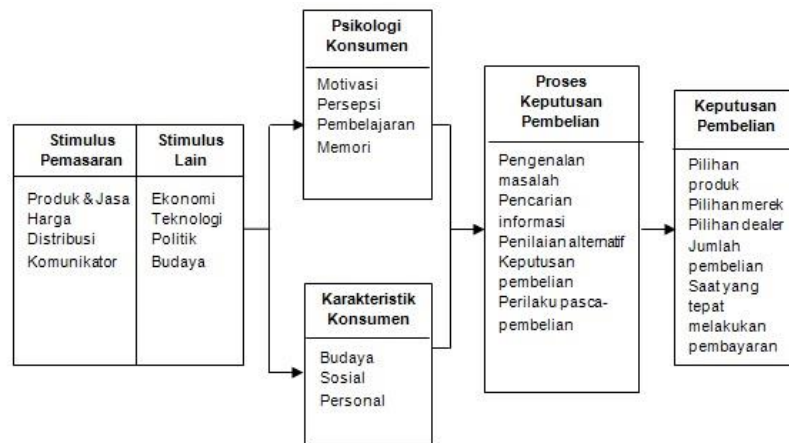 Stimulus
Pemasaran
Produk & Jasa
Harga
Distribusi
Komunikator
Stimulus
Lain
Ekonomi
Teknologi
Politik
Budaya
Psikologi
Konsumen
Motivasi
Persepsi
Pembelajaran
Memori
Karakteristik
Konsumen
Budaya
Sosial
Personal
Proses
Keputusan
Pembelian
Pengenalan
masalah
Pencarian
informasi
Penilaian alternatif
Keputusan
pembelian
Perilaku pasca-
pembelian
Keputusan
Pembelian
Pilihan
produk
Pilihan merek
Pilihan dealer
Jumlah
pembelian
Saat yang
tepat
melakukan
pembayaran